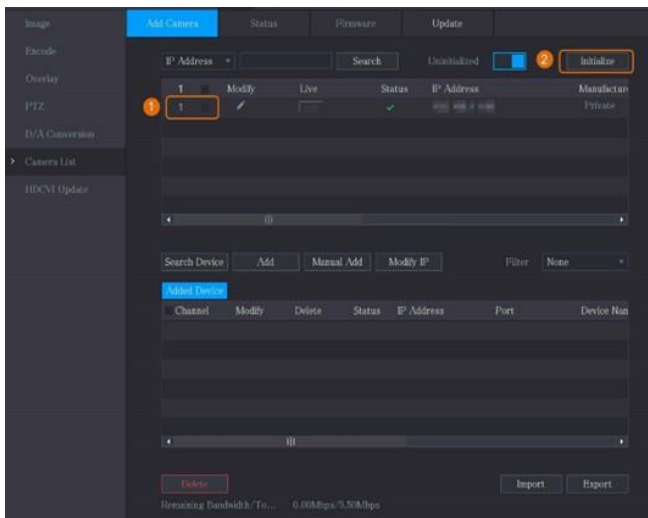 Image
Encode
Overlay
PTZ
D/A Conversion
Camera List
HDCVI Update
Add Camera Status Firmware Update
IP Address Search Uninitialized 2 Initialize
1 Modify Live Status IP Address Manufactur
1 1 Private
Search Device Add Manual Add Modify IP Filter None
Added Device
Channel Modify Delete Status IP Address Port Device Nam
Delete Import Export
Remaining Bandwidth/To... 0.00Mbps/5.50Mbps